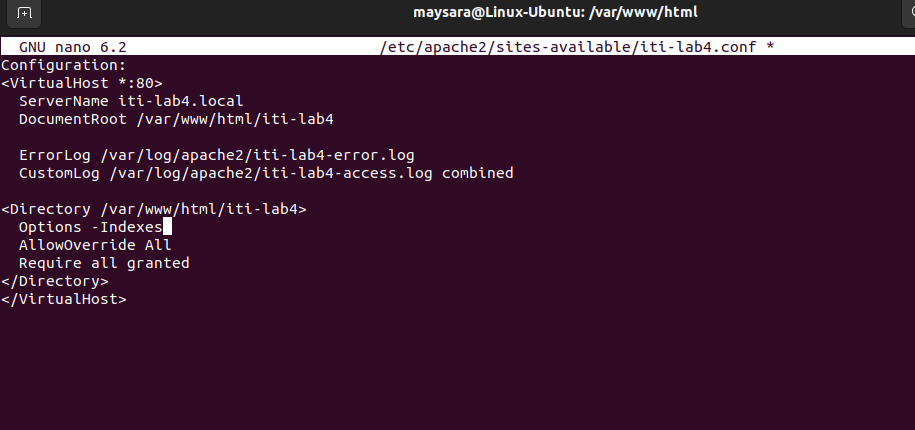 maysara@Linux-Ubuntu: /var/www/html
GNU nano 6.2 /etc/apache2/sites-available/iti-lab4.conf *
Configuration:
<VirtualHost *:80>
  ServerName iti-lab4.local
  DocumentRoot /var/www/html/iti-lab4

  ErrorLog /var/log/apache2/iti-lab4-error.log
  CustomLog /var/log/apache2/iti-lab4-access.log combined

<Directory /var/www/html/iti-lab4>
  Options -Indexes
  AllowOverride All
  Require all granted
</Directory>
</VirtualHost>